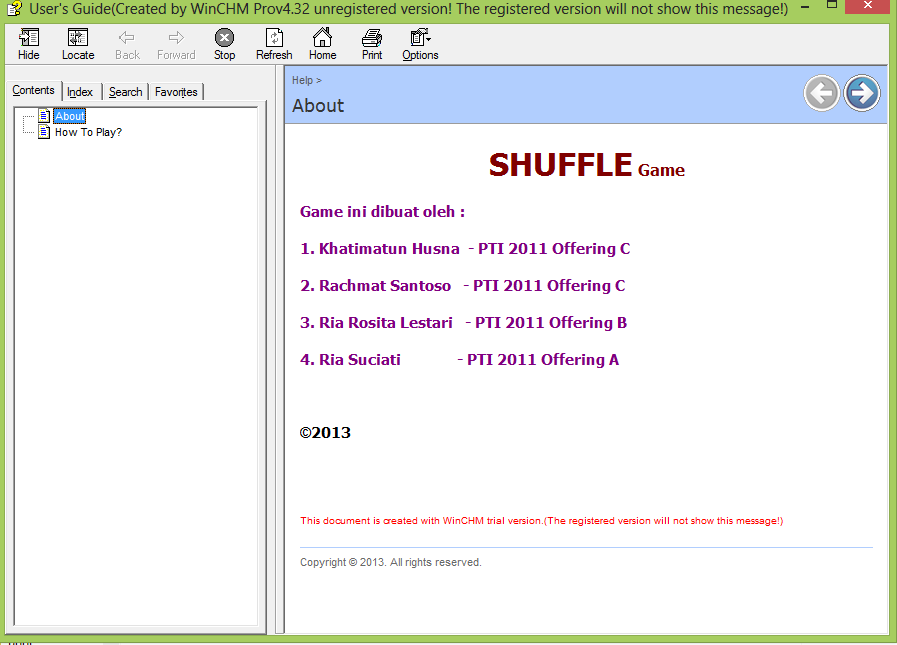 User's Guide(Created by WinCHM Prov4.32 unregistered version! The registered version will not show this message!)
Hide Locate Back Forward Stop Refresh Home Print Options
Contents Index Search Favorites
About
How To Play?
Help >
About
SHUFFLE Game
Game ini dibuat oleh :
1. Khatimatun Husna - PTI 2011 Offering C
2. Rachmat Santoso - PTI 2011 Offering C
3. Ria Rosita Lestari - PTI 2011 Offering B
4. Ria Suciati - PTI 2011 Offering A
©2013
This document is created with WinCHM trial version.(The registered version will not show this message!)
Copyright © 2013. All rights reserved.